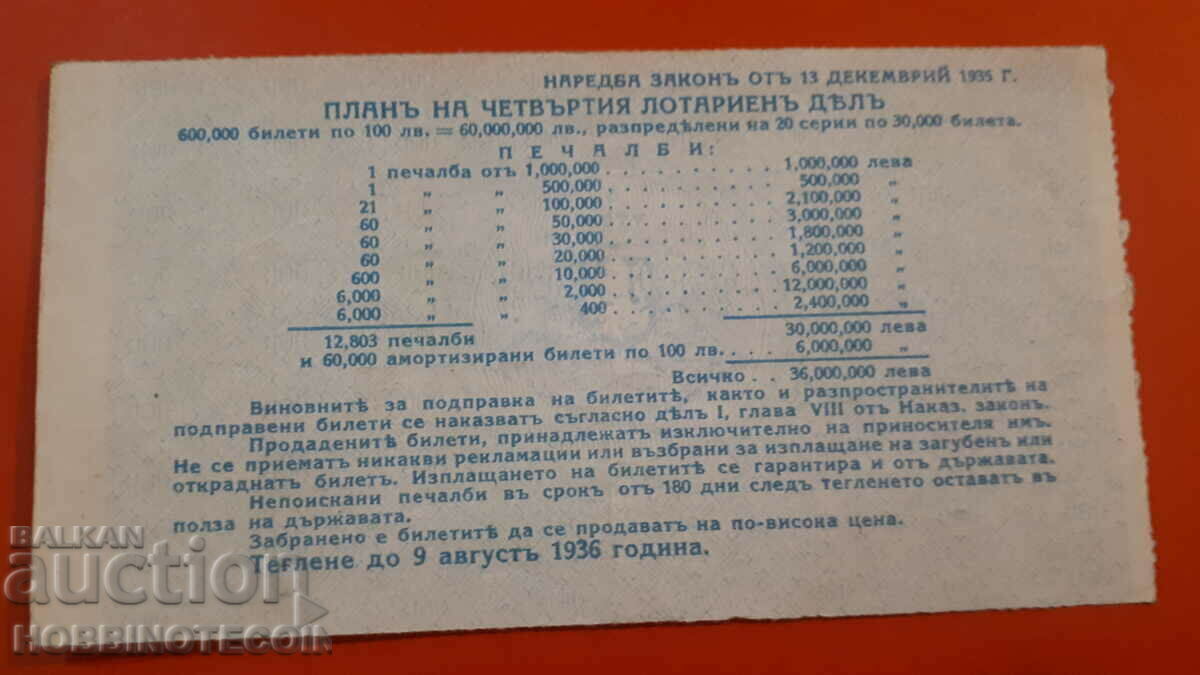 НАРЕДБА ЗАКОНЪ ОТЪ 13 ДЕКЕМВРИЙ 1935 Г.
ПЛАНЪ НА ЧЕТВЪРТИЯ ЛОТАРИЕНЪ ДѢЛЪ
600,000 билети по 100 лв. = 60,000,000 лв., разпредѣлени на 20 серии по 30,000 билета.
ПЕЧАЛБИ:
1 печалба отъ 1,000,000 . . . . . . . . . . 1,000,000 лева
1 „ „ 500,000 . . . . . . . . . . 500,000 „
21 „ „ 100,000 . . . . . . . . . . 2,100,000 „
60 „ „ 50,000 . . . . . . . . . . 3,000,000 „
60 „ „ 30,000 . . . . . . . . . . 1,800,000 „
60 „ „ 20,000 . . . . . . . . . . 1,200,000 „
600 „ „ 10,000 . . . . . . . . . . 6,000,000 „
6,000 „ „ 2,000 . . . . . . . . . . 12,000,000 „
6,000 „ „ 400 . . . . . . . . . . 2,400,000 „
12,803 печалби 30,000,000 лева
и 60,000 амортизирани билети по 100 лв. . . . 6,000,000 „
Всичко . . 36,000,000 лева
Виновнитѣ за подправка на билетитѣ, както и разпространителитѣ на
подправени билети се наказватъ съгласно дѣлъ I, глава VIII отъ Наказ. законъ.
Продаденитѣ билети, принадлежатъ изключително на приносителя имъ.
Не се приематъ никакви рекламации или възбрани за изплащане на загубенъ или
откраднатъ билетъ. Изплащането на билетитѣ се гарантира и отъ държавата.
Непоискани печалби въ срокъ отъ 180 дни следъ тегленето оставатъ въ
полза на държавата.
Забранено е билетитѣ да се продаватъ на по-висока цена.
Теглене до 9 августъ 1936 година.
BALKAN
auction
HOBBINOTECOIN